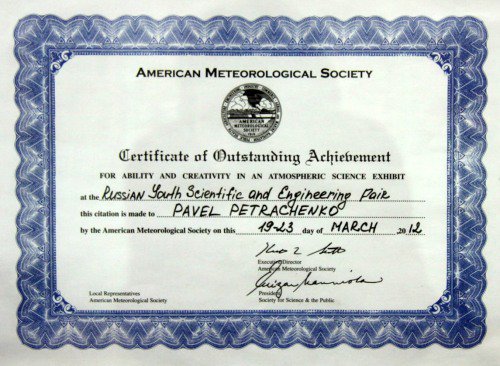 AMERICAN METEOROLOGICAL SOCIETY
AMERICAN
METEOROLOGICAL
SOCIETY
Certificate of Outstanding Achievement
FOR ABILITY AND CREATIVITY IN AN ATMOSPHERIC SCIENCE EXHIBIT
at the Russian Youth Scientific and Engineering Fair
this citation is made to PAVEL PETRACHENKO
by the American Meteorological Society on this 19-23 day of MARCH 2012
Executive Director
American Meteorological Society
Local Representatives
American Meteorological Society
President
Society for Science & the Public